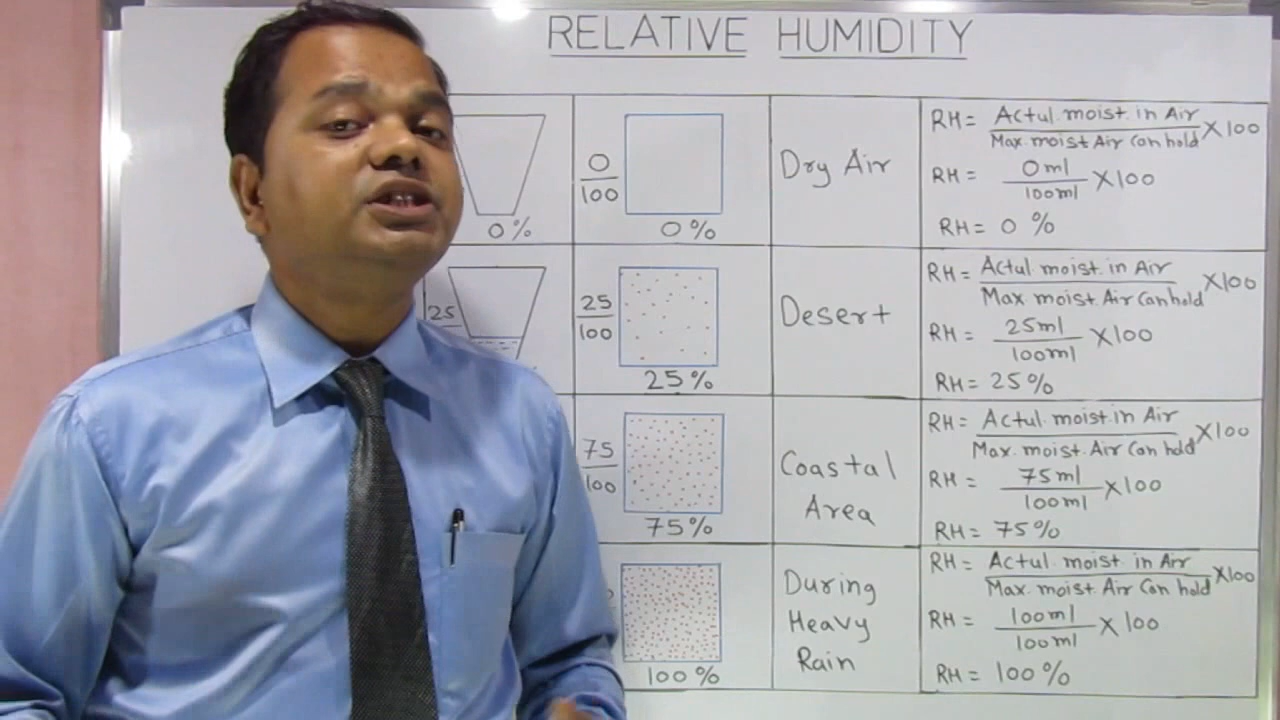 RELATIVE HUMIDITY
0%
0
100
0%
Dry Air
RH = Actul. moist. in Air
Max. moist Air Can hold X100
RH = 0ml
100ml X100
RH = 0 %
25
25
100
25%
Desert
RH = Actul. moist. in Air
Max moist Air Can hold X100
RH = 25ml
100ml X100
RH = 25%
75
100
75%
Coastal
Area
RH = Actul. moist in Air
Max. moist. Air Can hold X100
RH = 75ml
100ml X100
RH = 75%
100%
During
Heavy
Rain
RH = Actul. moist. in Air
Max. moist Air Can hold X100
RH = 100ml
100ml X 100
RH = 100%